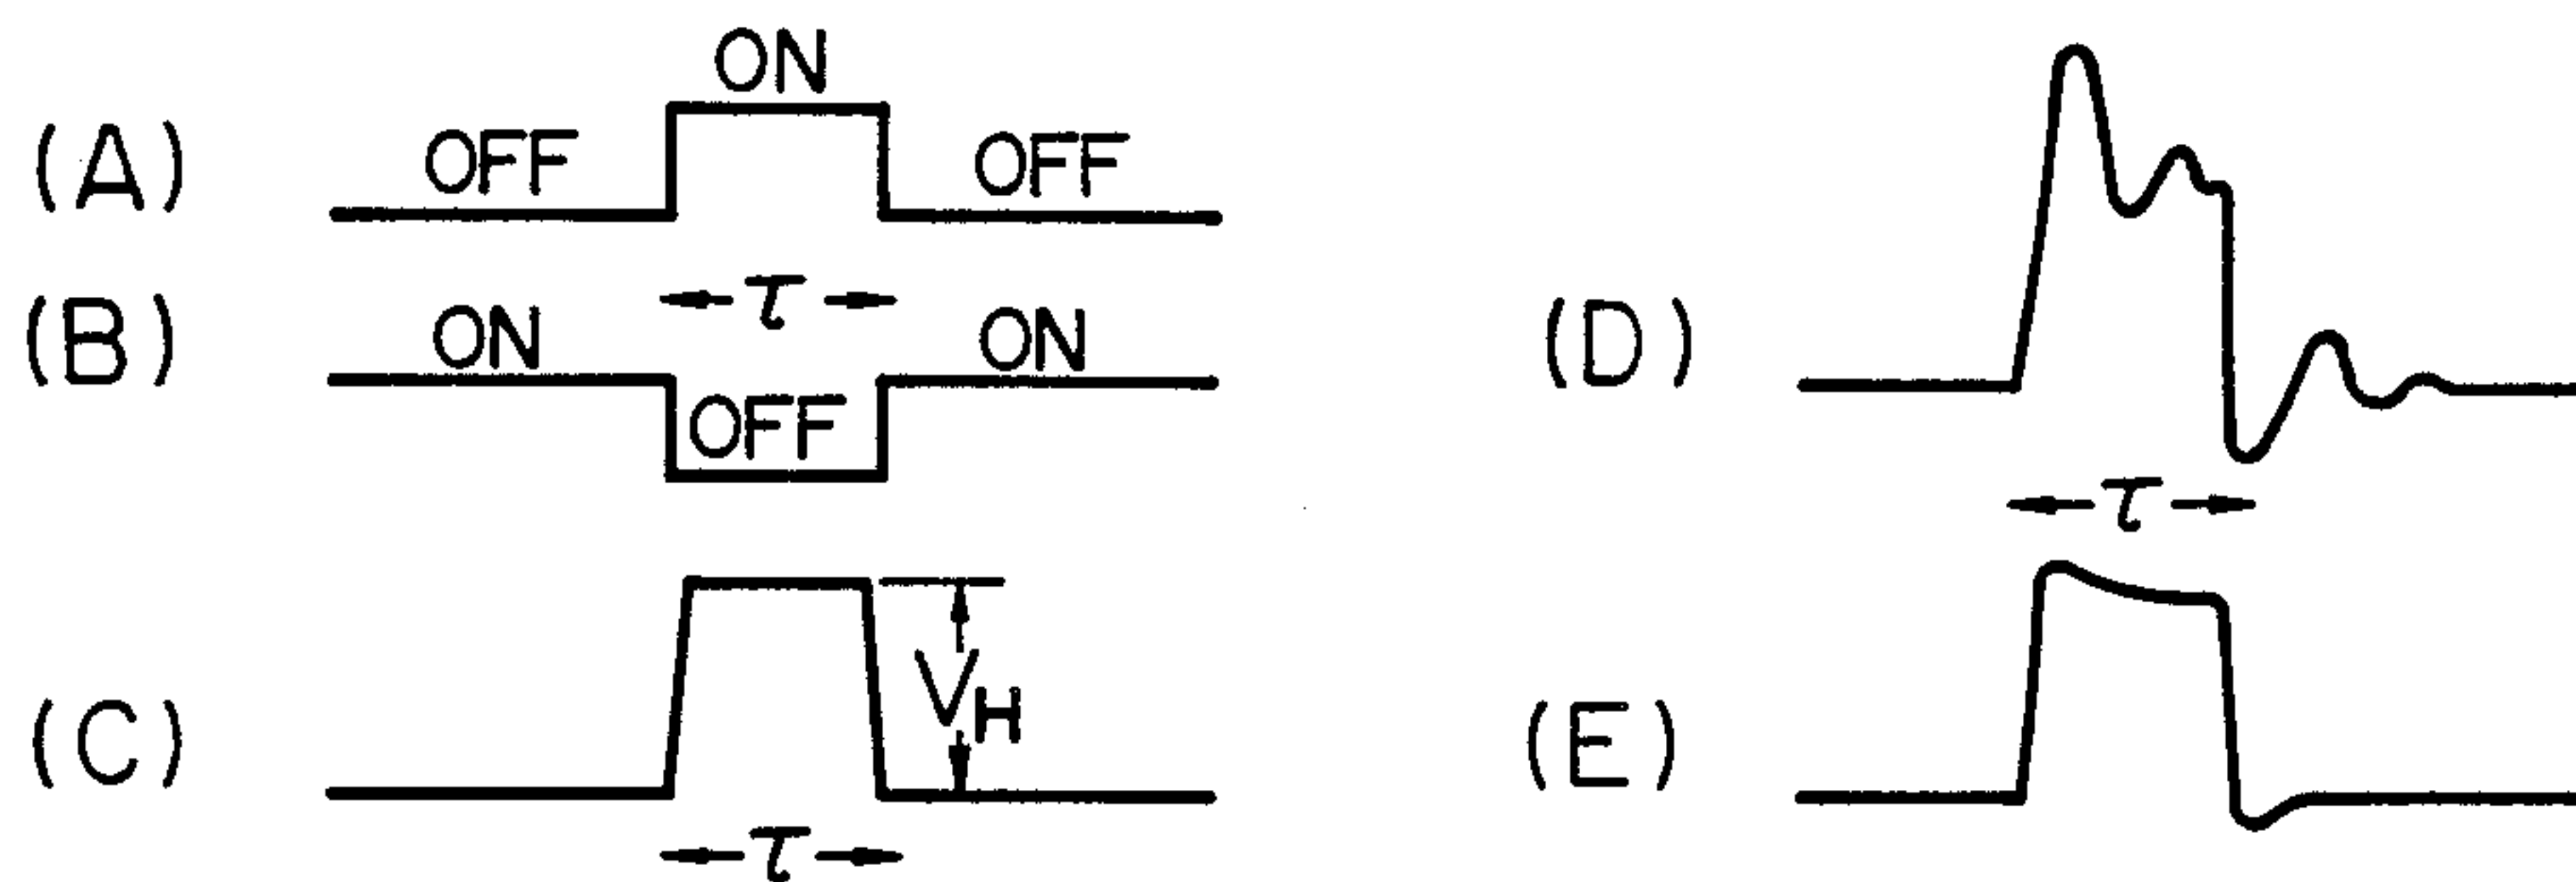 (A) OFF ON OFF
τ
(B) ON OFF ON
(C) V_H
τ
(D)
τ
(E)